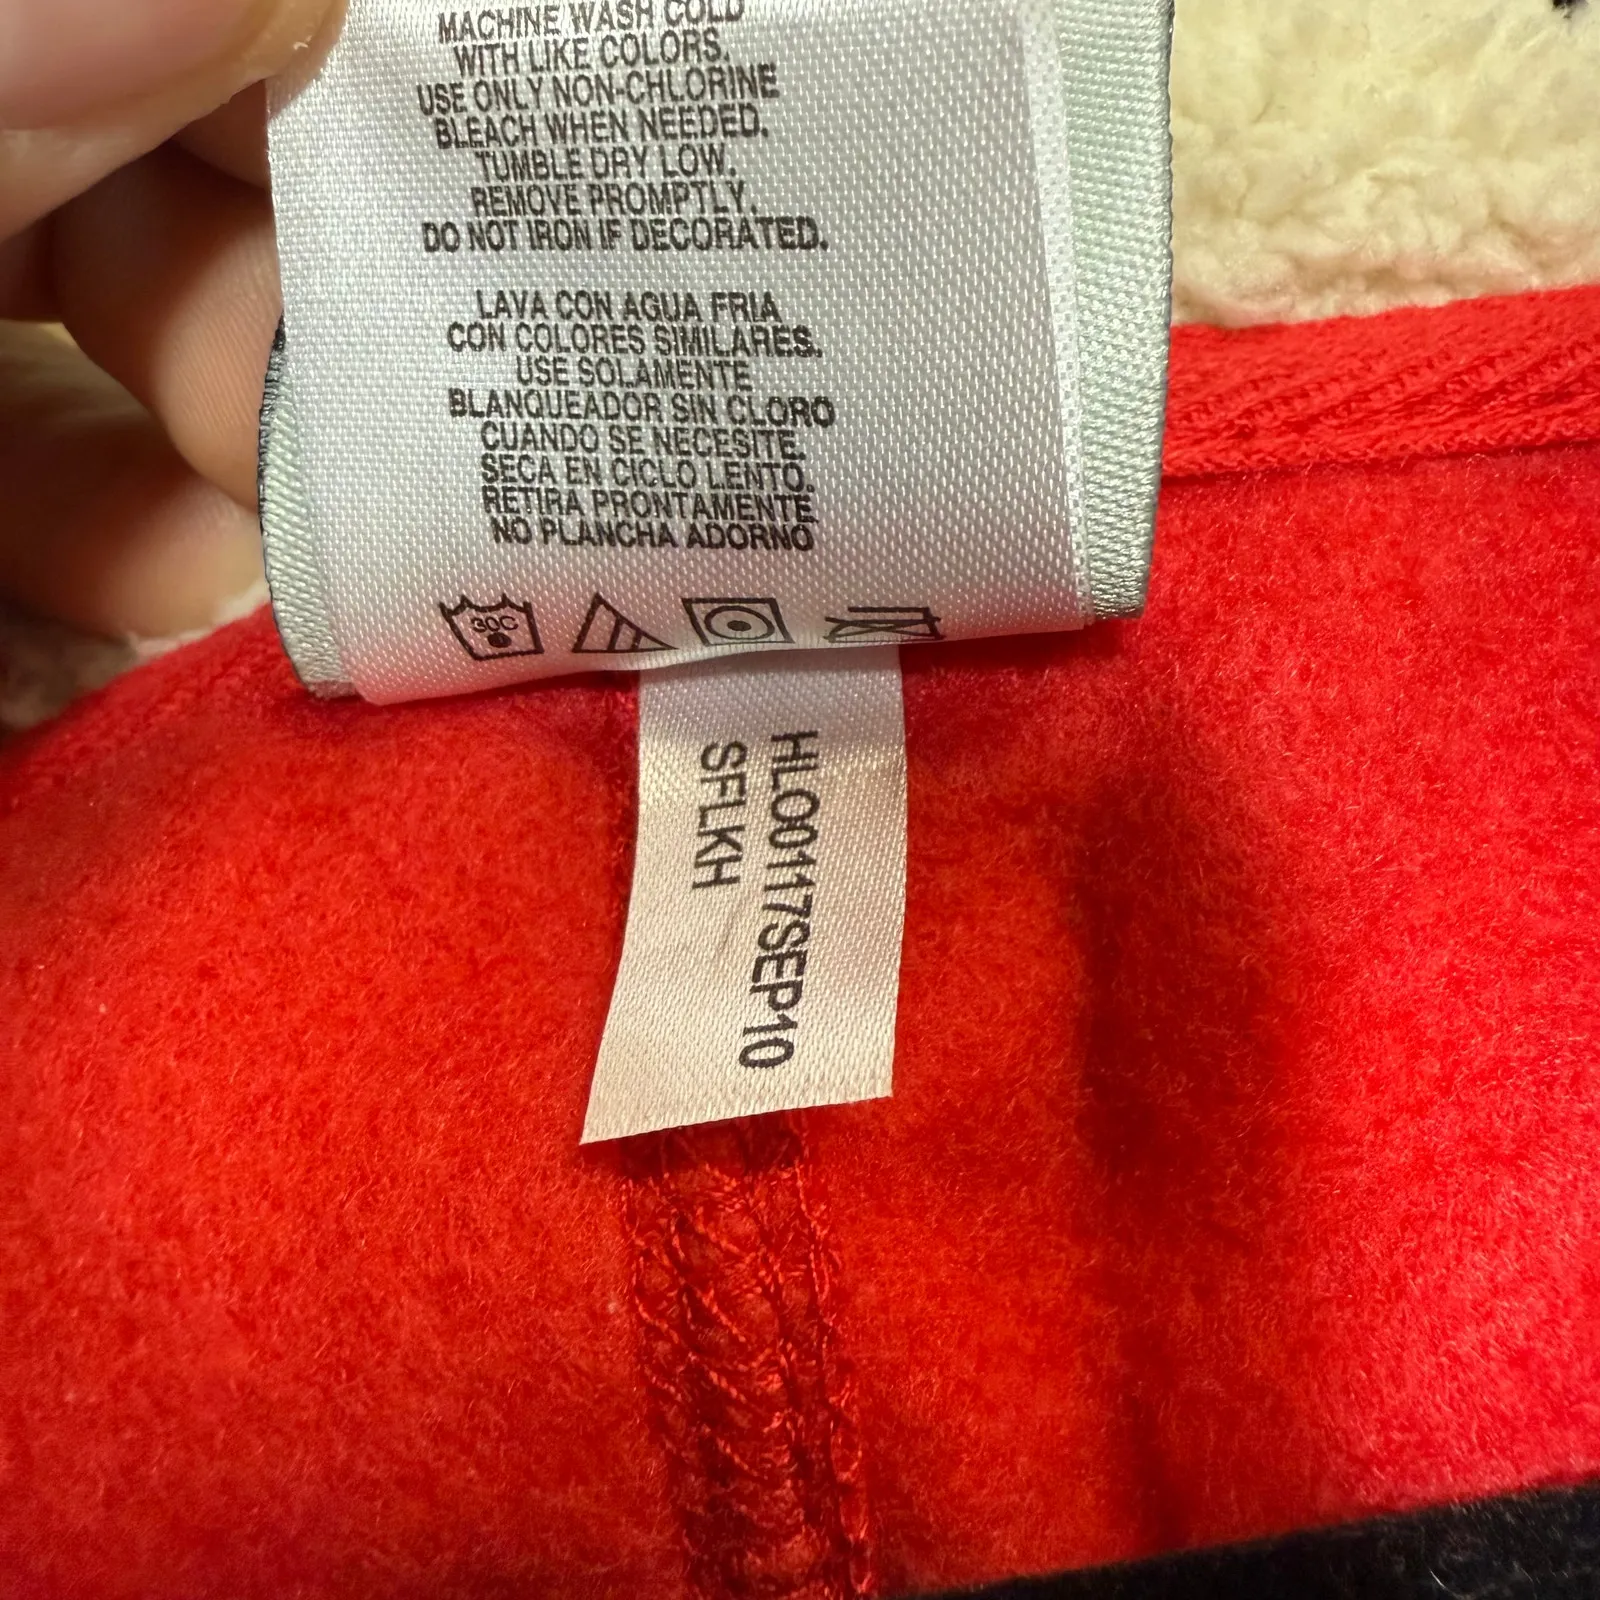 MACHINE WASH COLD
WITH LIKE COLORS.
USE ONLY NON-CHLORINE
BLEACH WHEN NEEDED.
TUMBLE DRY LOW.
REMOVE PROMPTLY.
DO NOT IRON IF DECORATED.
LAVA CON AGUA FRIA
CON COLORES SIMILARES.
USE SOLAMENTE
BLANQUEADOR SIN CLORO
CUANDO SE NECESITE.
SECA EN CICLO LENTO.
RETIRA PRONTAMENTE.
NO PLANCHA ADORNO
30C
HLO0117SEP10
SFLKH